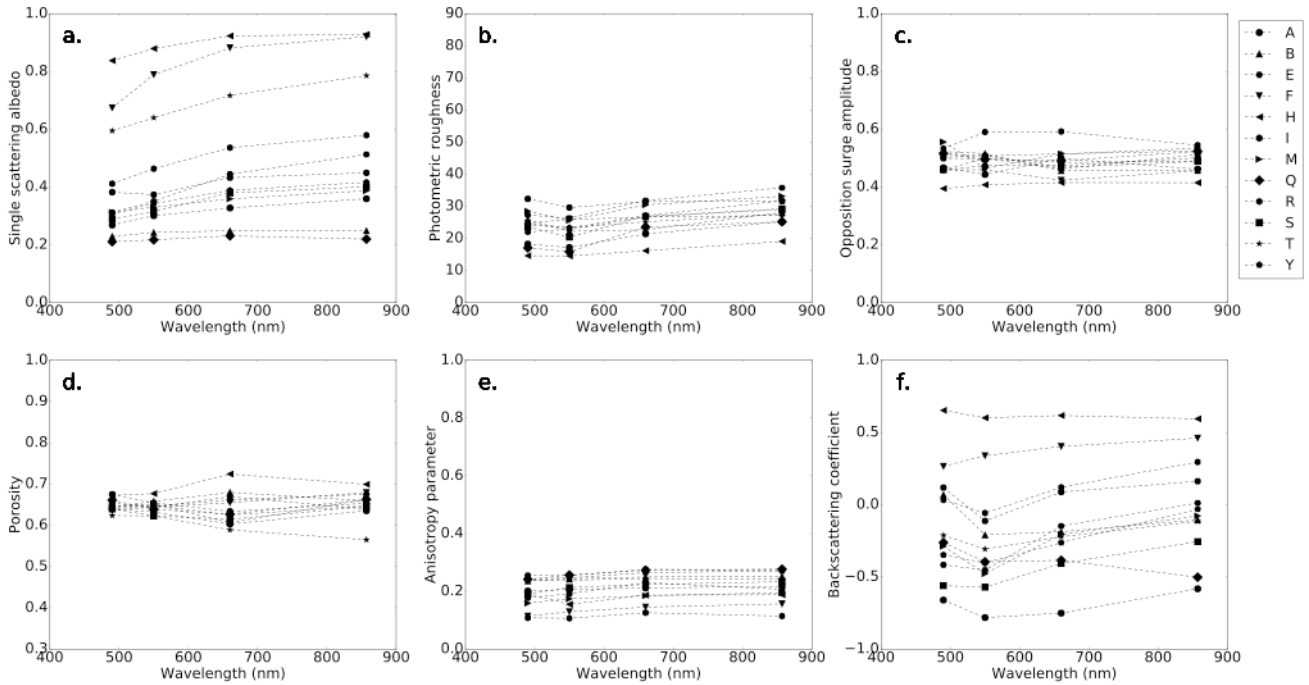 a.
Single scattering albedo
1.0
0.8
0.6
0.4
0.2
0.0
400 500 600 700 800 900
Wavelength (nm)
b.
Photometric roughness
90
80
70
60
50
40
30
20
10
0
400 500 600 700 800 900
Wavelength (nm)
c.
Opposition surge amplitude
1.0
0.8
0.6
0.4
0.2
0.0
400 500 600 700 800 900
Wavelength (nm)
A
B
E
F
H
I
M
Q
R
S
T
Y
d.
Porosity
1.0
0.9
0.8
0.7
0.6
0.5
0.4
0.3
400 500 600 700 800 900
Wavelength (nm)
e.
Anisotropy parameter
1.0
0.8
0.6
0.4
0.2
0.0
400 500 600 700 800 900
Wavelength (nm)
f.
Backscattering coefficient
1.0
0.5
0.0
−0.5
−1.0
400 500 600 700 800 900
Wavelength (nm)